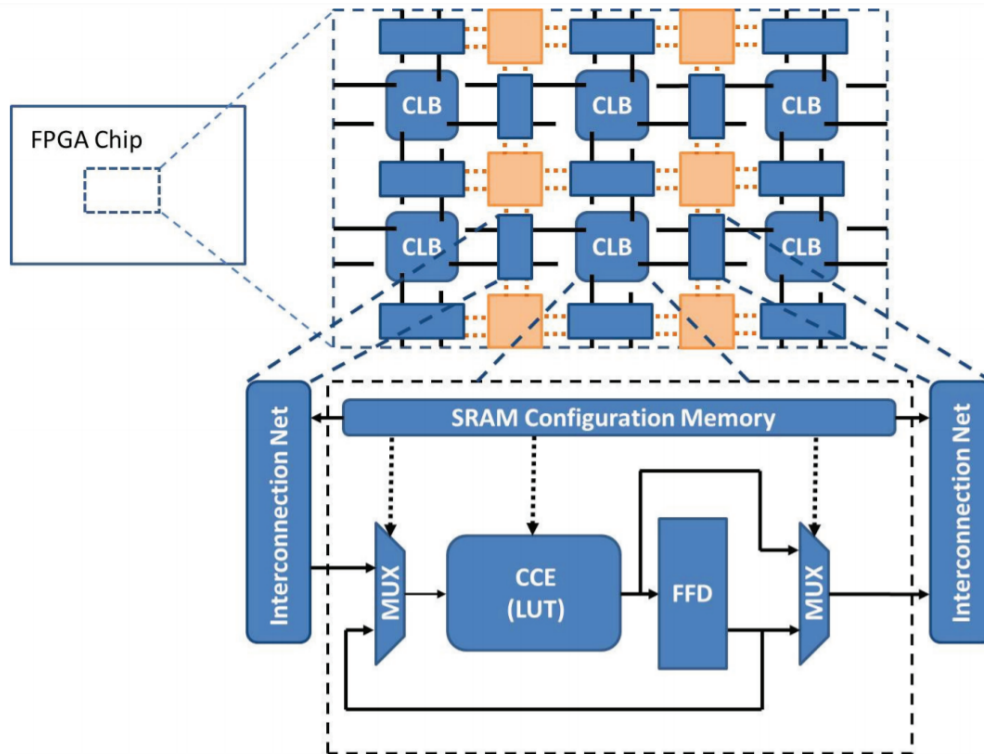 FPGA Chip
CLB
CLB
CLB
CLB
CLB
CLB
Interconnection Net
SRAM Configuration Memory
MUX
CCE
(LUT)
FFD
MUX
Interconnection Net